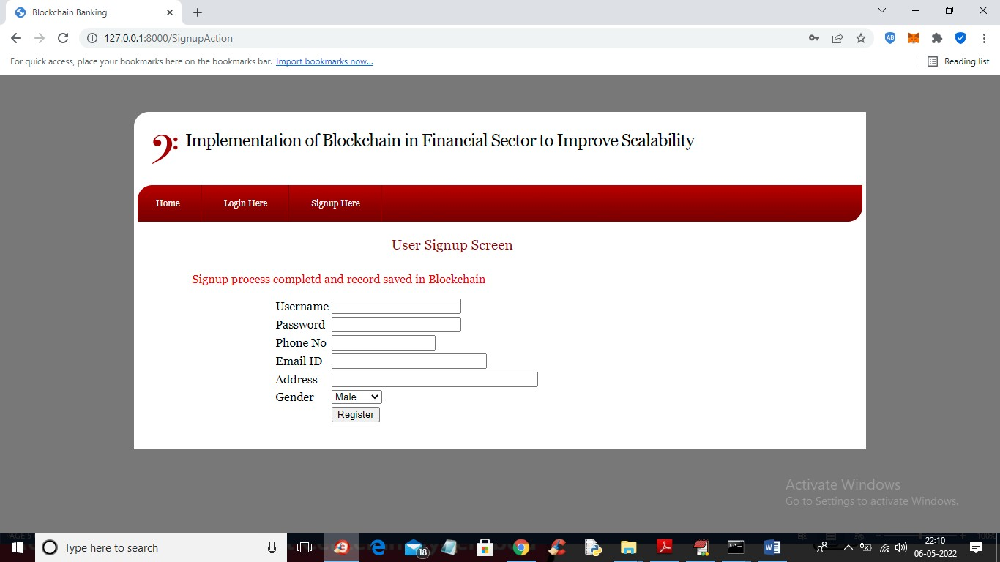 Blockchain Banking
127.0.0.1:8000/SignupAction
For quick access, place your bookmarks here on the bookmarks bar. Import bookmarks now...
Reading list
Implementation of Blockchain in Financial Sector to Improve Scalability
Home Login Here Signup Here
User Signup Screen
Signup process completd and record saved in Blockchain
Username
Password
Phone No
Email ID
Address
Gender Male
Register
Activate Windows
Go to Settings to activate Windows.
Type here to search
18
22:10
06-05-2022